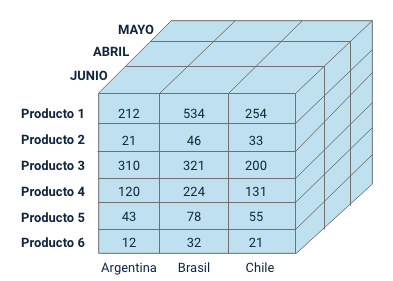 MAYO
ABRIL
JUNIO
Producto 1 212 534 254
Producto 2 21 46 33
Producto 3 310 321 200
Producto 4 120 224 131
Producto 5 43 78 55
Producto 6 12 32 21
Argentina Brasil Chile